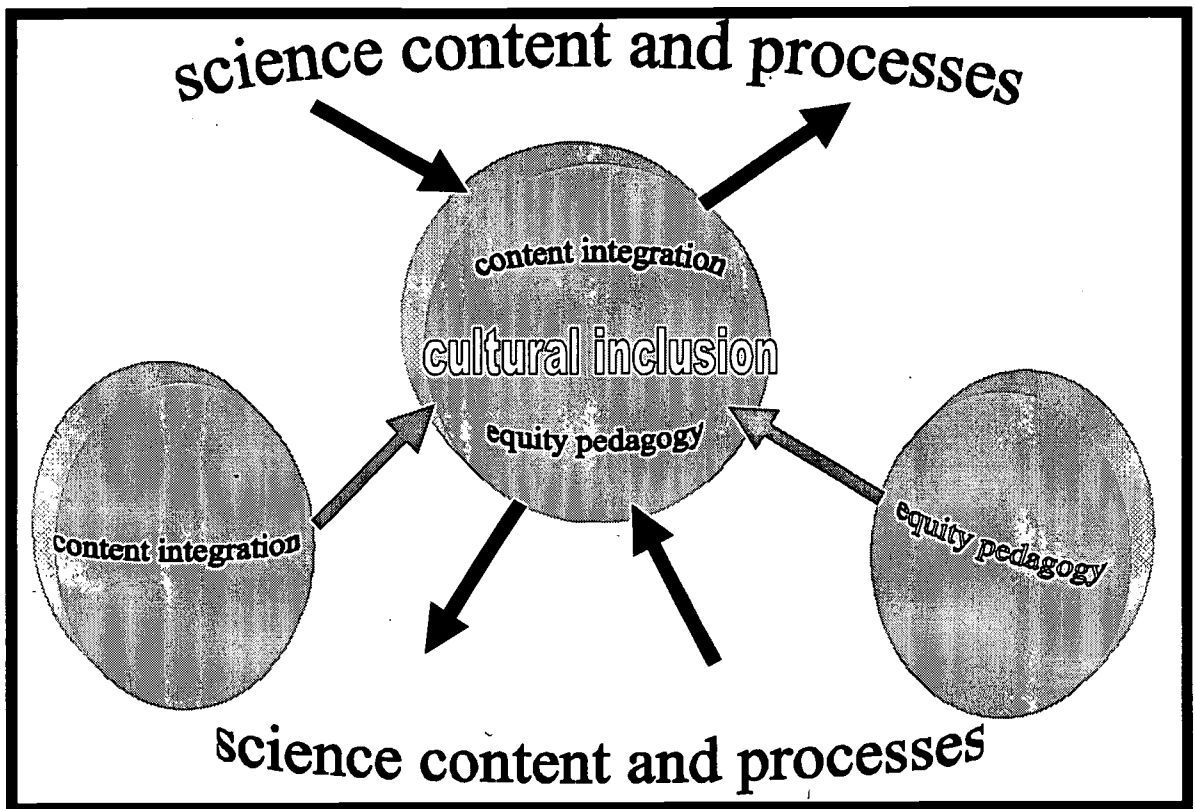 science content and processes
content integration
cultural inclusion
equity pedagogy
content integration
equity pedagogy
science content and processes